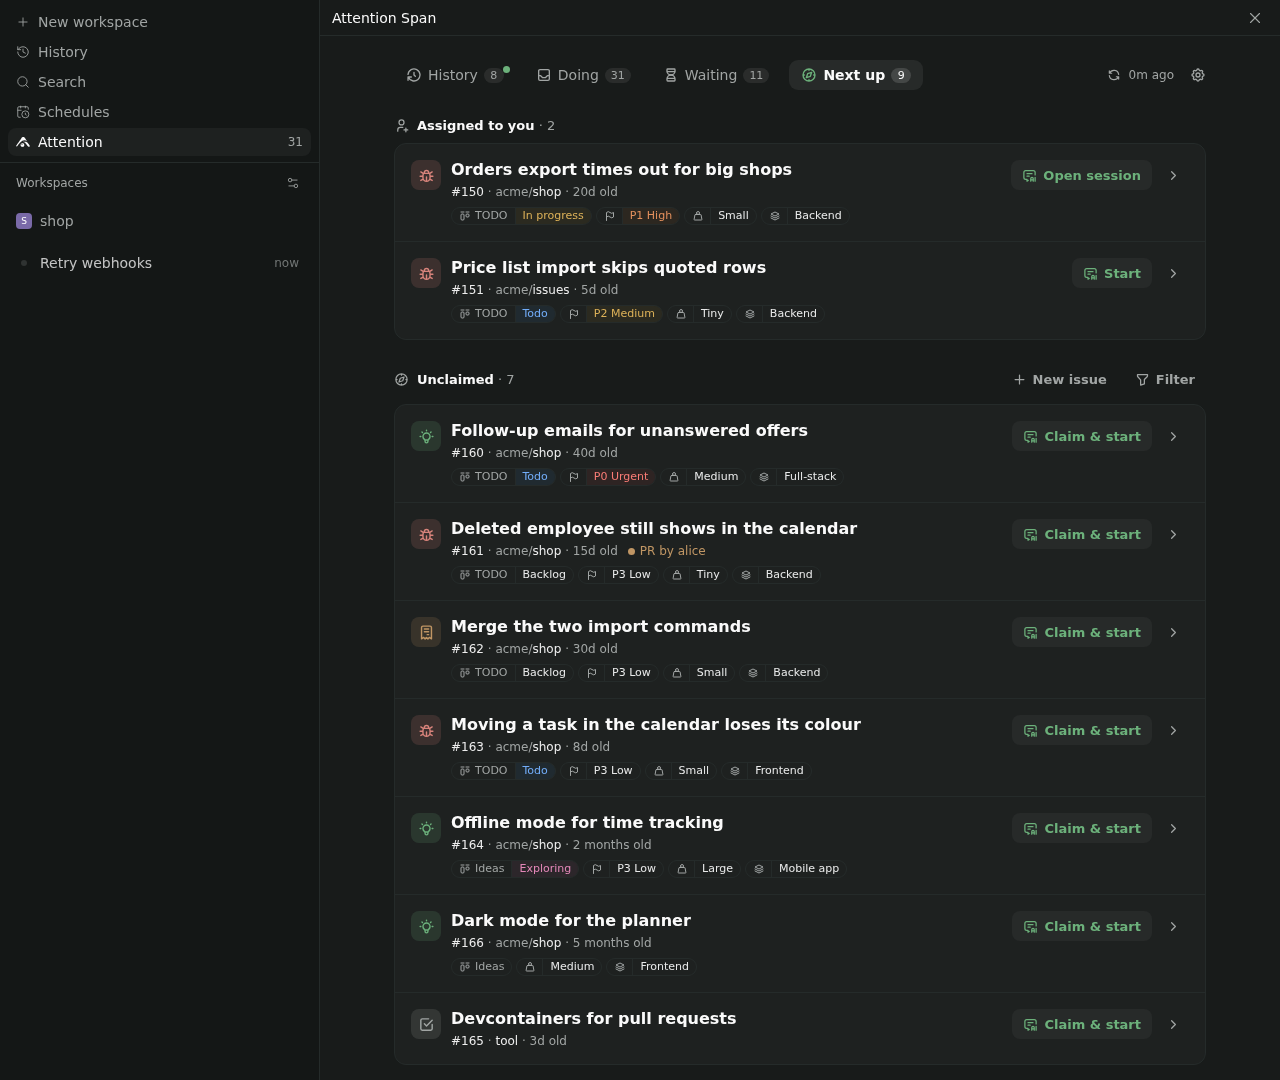 New workspace
History
Search
Schedules
Attention 31
Workspaces
S shop
Retry webhooks now
Attention Span
History 8 Doing 31 Waiting 11 Next up 9 0m ago
Assigned to you · 2
Orders export times out for big shops
#150 · acme/shop · 20d old
TODO In progress P1 High Small Backend
Open session
Price list import skips quoted rows
#151 · acme/issues · 5d old
TODO Todo P2 Medium Tiny Backend
Start
Unclaimed · 7 New issue Filter
Follow-up emails for unanswered offers
#160 · acme/shop · 40d old
TODO Todo P0 Urgent Medium Full-stack
Claim & start
Deleted employee still shows in the calendar
#161 · acme/shop · 15d old PR by alice
TODO Backlog P3 Low Tiny Backend
Claim & start
Merge the two import commands
#162 · acme/shop · 30d old
TODO Backlog P3 Low Small Backend
Claim & start
Moving a task in the calendar loses its colour
#163 · acme/shop · 8d old
TODO Todo P3 Low Small Frontend
Claim & start
Offline mode for time tracking
#164 · acme/shop · 2 months old
Ideas Exploring P3 Low Large Mobile app
Claim & start
Dark mode for the planner
#166 · acme/shop · 5 months old
Ideas Medium Frontend
Claim & start
Devcontainers for pull requests
#165 · tool · 3d old
Claim & start